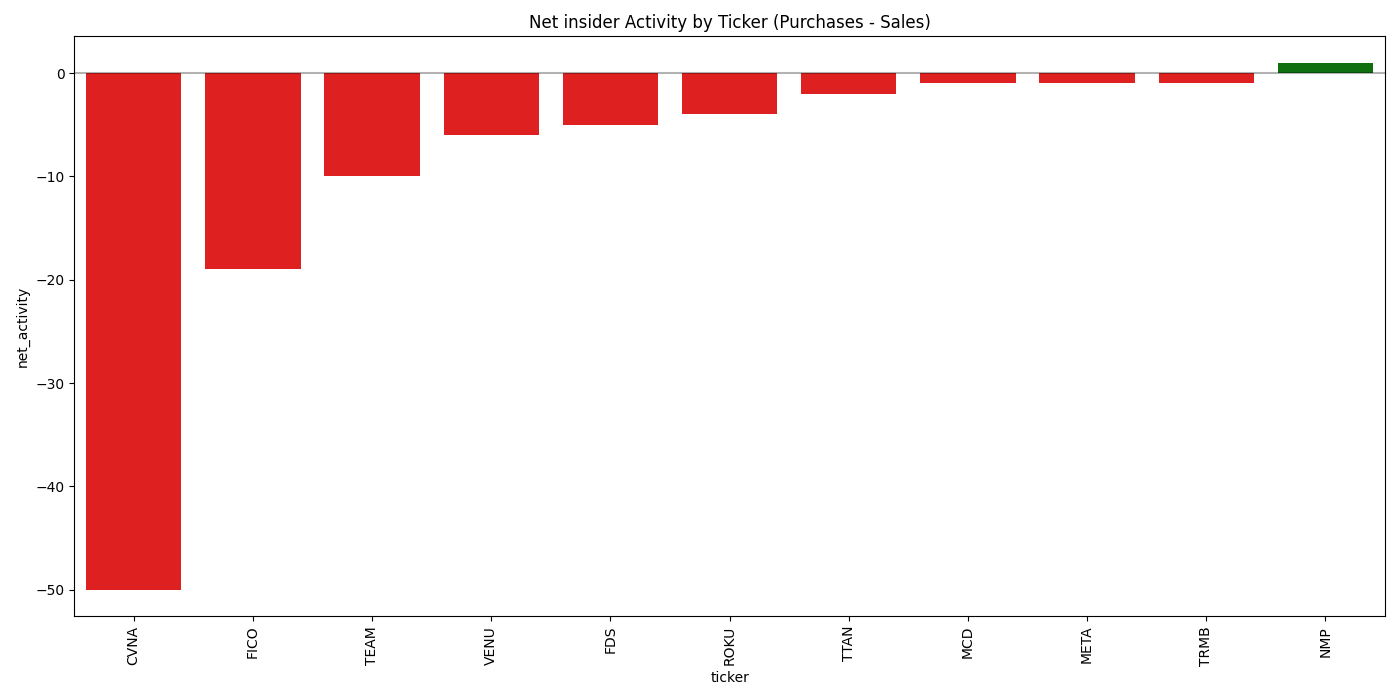 Net insider Activity by Ticker (Purchases - Sales)
net_activity
0
−10
−20
−30
−40
−50
CVNA
FICO
TEAM
VENU
FDS
ROKU
TTAN
MCD
META
TRMB
NMP
ticker